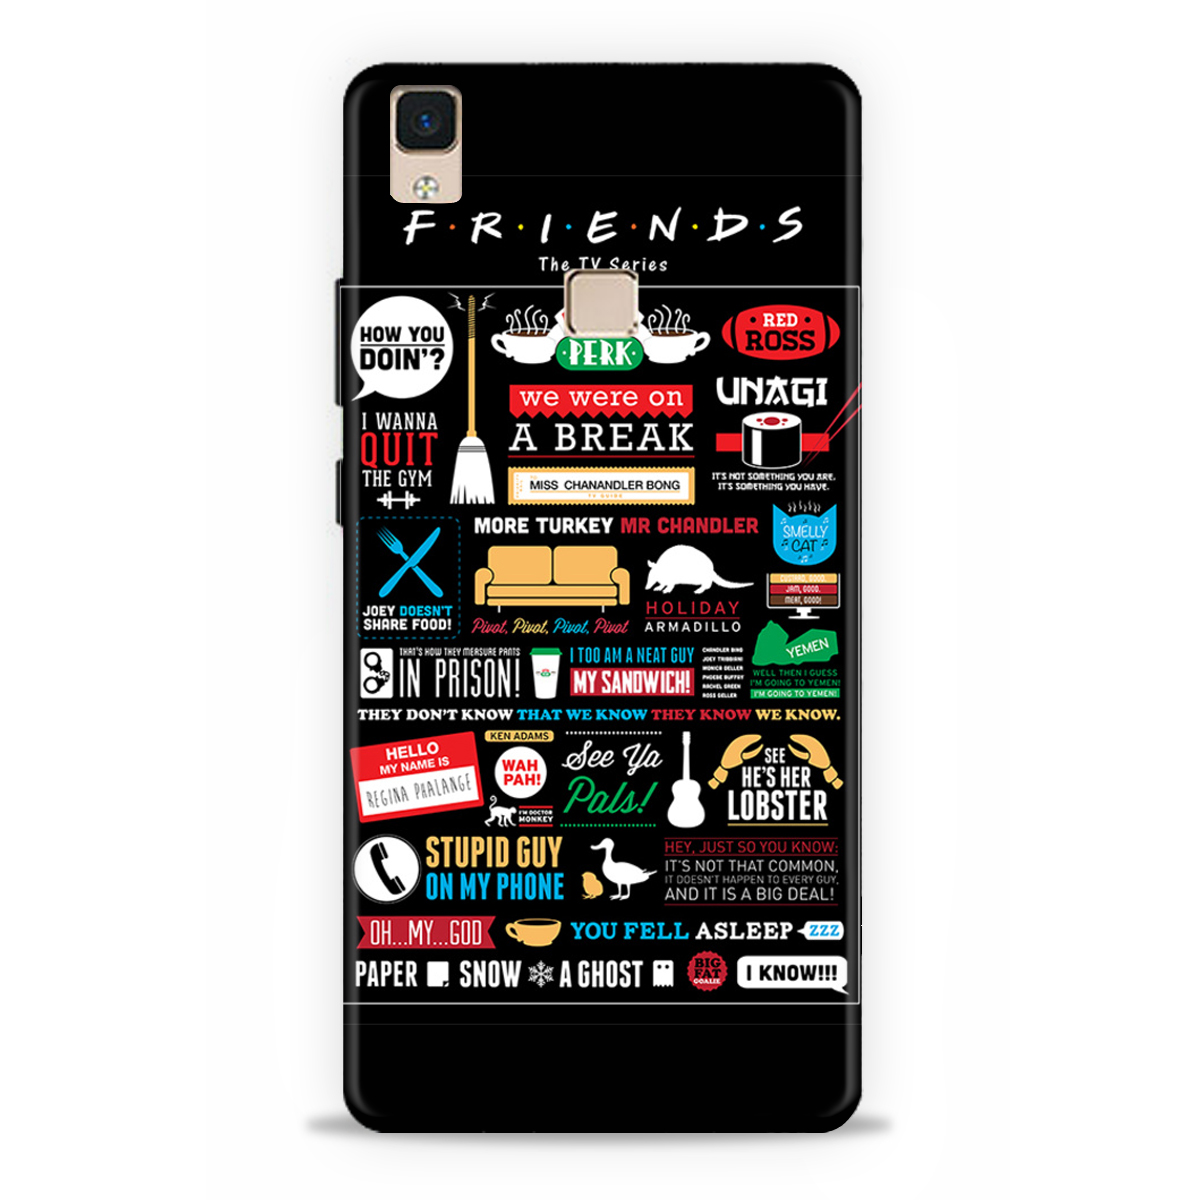 F·R·I·E·N·D·S
The TV Series
HOW YOU
DOIN'?
PERK
RED
ROSS
we were on
A BREAK
UNAGI
IT'S NOT SOMETHING YOU ARE.
IT'S SOMETHING YOU HAVE.
I WANNA
QUIT
THE GYM
MISS CHANANDLER BONG
TV GUIDE
MORE TURKEY MR CHANDLER
SMELLY
CAT
JOEY DOESN'T
SHARE FOOD!
Pivot, Pivot, Pivot, Pivot
HOLIDAY
ARMADILLO
CUSTARD, GOOD.
JAM, GOOD.
MEAT, GOOD!
THAT'S HOW THEY MEASURE PANTS
IN PRISON!
I TOO AM A NEAT GUY
MY SANDWICH!
CHANDLER BING
JOEY TRIBBIANI
MONICA GELLER
PHOEBE BUFFAY
RACHEL GREEN
ROSS GELLER
YEMEN
WELL THEN I GUESS
I'M GOING TO YEMEN!
I'M GOING TO YEMEN!
THEY DON'T KNOW THAT WE KNOW THEY KNOW WE KNOW.
HELLO
MY NAME IS
REGINA PHALANGE
KEN ADAMS
WAH
PAH!
I'M DOCTOR
MONKEY
See Ya
Pals!
SEE
HE'S HER
LOBSTER
STUPID GUY
ON MY PHONE
HEY, JUST SO YOU KNOW:
IT'S NOT THAT COMMON,
IT DOESN'T HAPPEN TO EVERY GUY,
AND IT IS A BIG DEAL!
OH...MY...GOD
YOU FELL ASLEEP ZZZ
PAPER SNOW A GHOST
BIG
FAT
GOALIE
I KNOW!!!